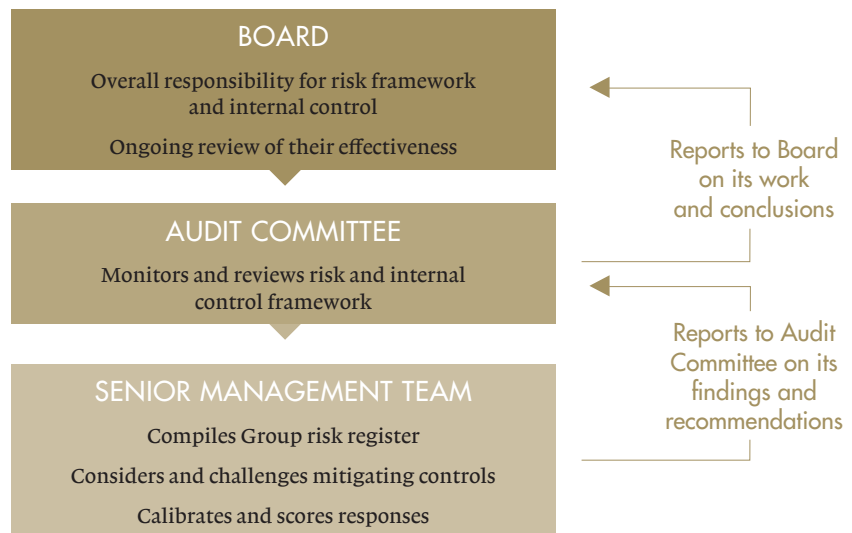 BOARD
Overall responsibility for risk framework
and internal control
Ongoing review of their effectiveness
Reports to Board
on its work
and conclusions
AUDIT COMMITTEE
Monitors and reviews risk and internal
control framework
Reports to Audit
Committee on its
findings and
recommendations
SENIOR MANAGEMENT TEAM
Compiles Group risk register
Considers and challenges mitigating controls
Calibrates and scores responses